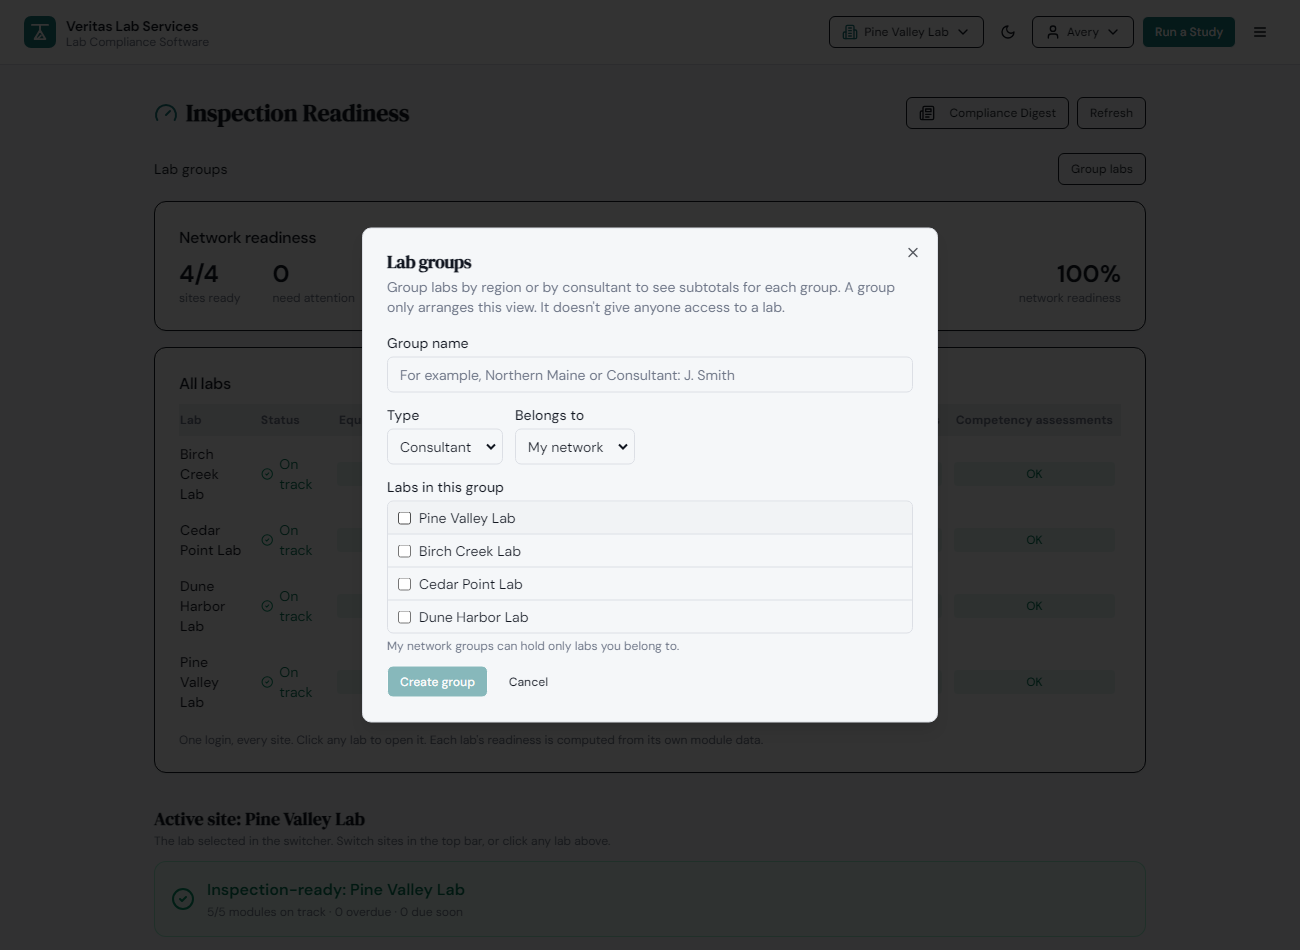 Veritas Lab Services
Lab Compliance Software
Pine Valley Lab
Avery
Run a Study
Inspection Readiness
Compliance Digest
Refresh
Lab groups
Group labs
Network readiness
4/4
sites ready
0
need attention
100%
network readiness
All labs
Lab
Status
Equ
Competency assessments
Birch
Creek
Lab
On
track
OK
Cedar
Point Lab
On
track
OK
Dune
Harbor
Lab
On
track
OK
Pine
Valley
Lab
On
track
OK
One login, every site. Click any lab to open it. Each lab's readiness is computed from its own module data.
Active site: Pine Valley Lab
The lab selected in the switcher. Switch sites in the top bar, or click any lab above.
Inspection-ready: Pine Valley Lab
5/5 modules on track · 0 overdue · 0 due soon
Lab groups
Group labs by region or by consultant to see subtotals for each group. A group
only arranges this view. It doesn't give anyone access to a lab.
Group name
For example, Northern Maine or Consultant: J. Smith
Type
Belongs to
Consultant
My network
Labs in this group
Pine Valley Lab
Birch Creek Lab
Cedar Point Lab
Dune Harbor Lab
My network groups can hold only labs you belong to.
Create group
Cancel